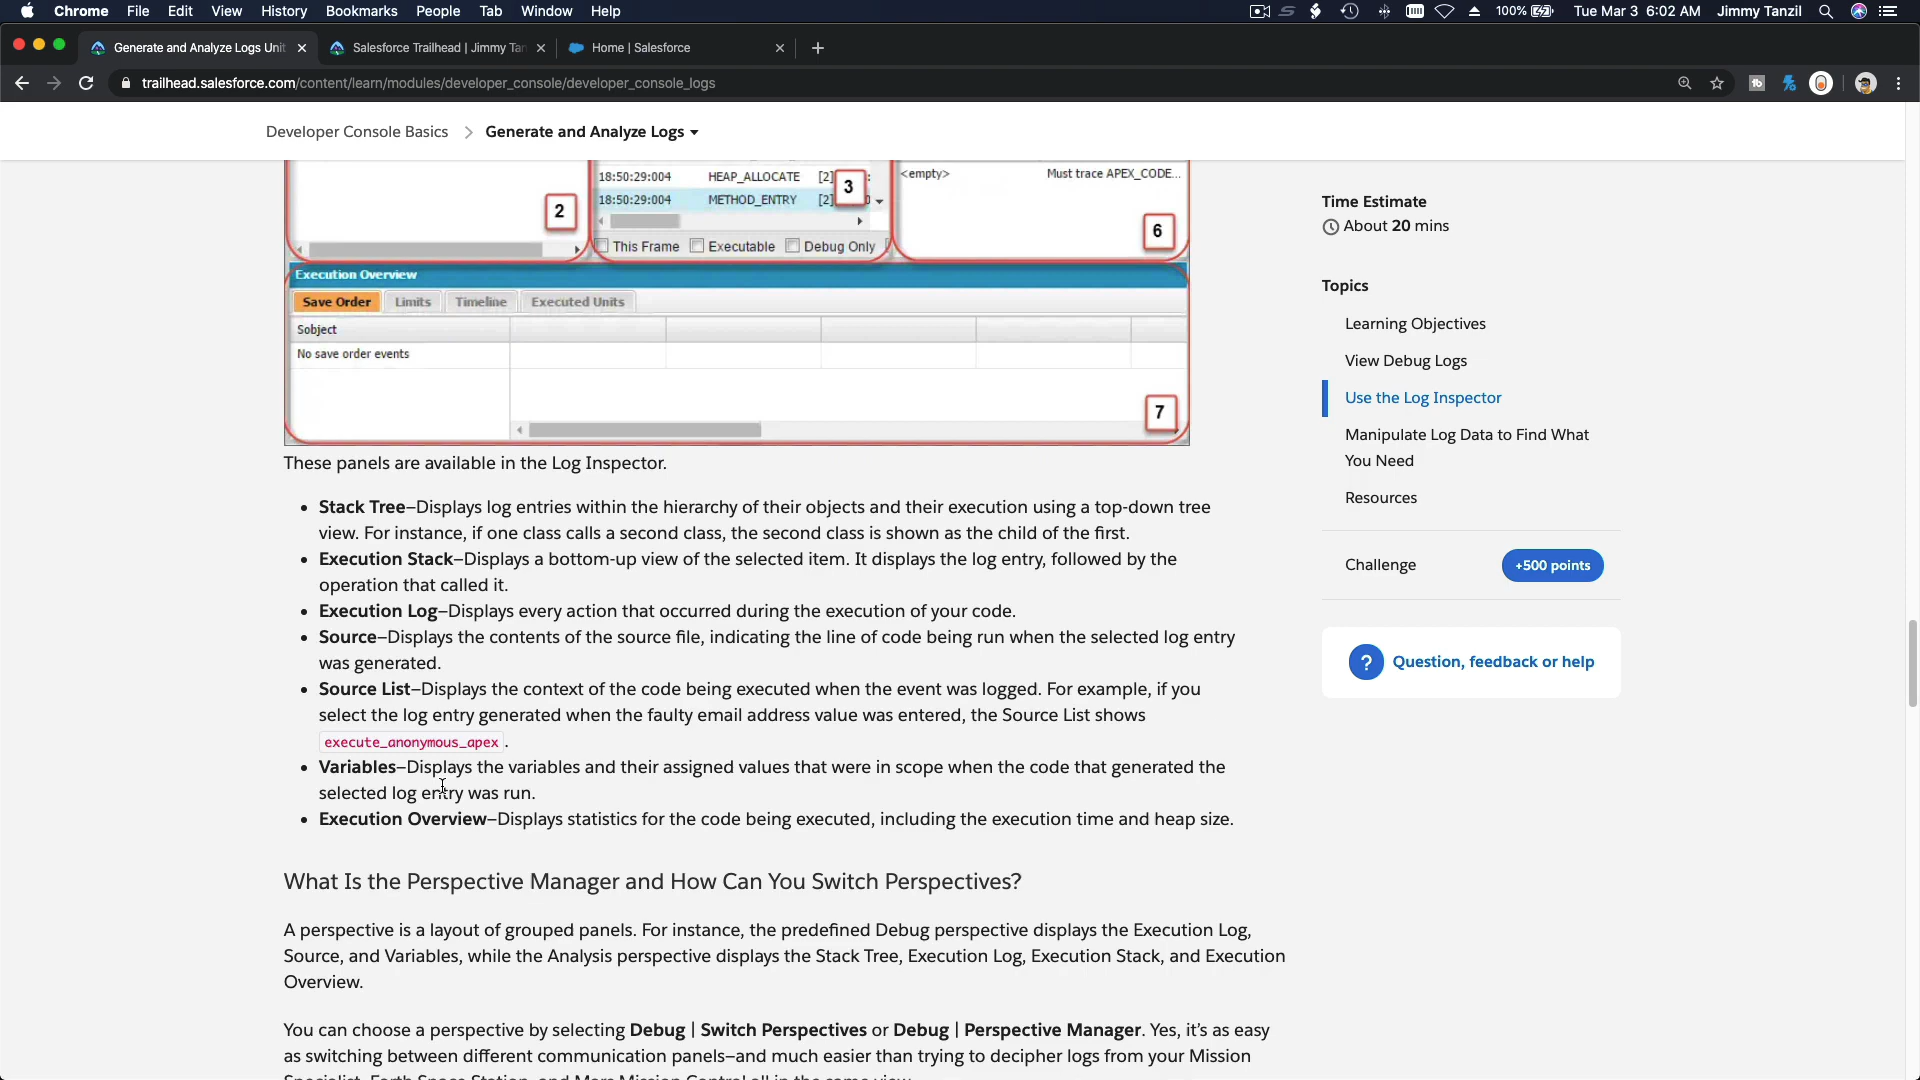 Chrome File Edit View History Bookmarks People Tab Window Help 100% Tue Mar 3 6:02 AM Jimmy Tanzil
Generate and Analyze Logs Unit Salesforce Trailhead | Jimmy Tan Home | Salesforce
trailhead.salesforce.com/content/learn/modules/developer_console/developer_console_logs
Developer Console Basics > Generate and Analyze Logs
18:50:29:004 HEAP_ALLOCATE [2] <empty> Must trace APEX_CODE...
18:50:29:004 METHOD_ENTRY [2]
2 3 6
This Frame Executable Debug Only
Execution Overview
Save Order Limits Timeline Executed Units
Sobject
No save order events
7
These panels are available in the Log Inspector.
• Stack Tree–Displays log entries within the hierarchy of their objects and their execution using a top-down tree
view. For instance, if one class calls a second class, the second class is shown as the child of the first.
• Execution Stack–Displays a bottom-up view of the selected item. It displays the log entry, followed by the
operation that called it.
• Execution Log–Displays every action that occurred during the execution of your code.
• Source–Displays the contents of the source file, indicating the line of code being run when the selected log entry
was generated.
• Source List–Displays the context of the code being executed when the event was logged. For example, if you
select the log entry generated when the faulty email address value was entered, the Source List shows
execute_anonymous_apex.
• Variables–Displays the variables and their assigned values that were in scope when the code that generated the
selected log entry was run.
• Execution Overview–Displays statistics for the code being executed, including the execution time and heap size.
What Is the Perspective Manager and How Can You Switch Perspectives?
A perspective is a layout of grouped panels. For instance, the predefined Debug perspective displays the Execution Log,
Source, and Variables, while the Analysis perspective displays the Stack Tree, Execution Log, Execution Stack, and Execution
Overview.
You can choose a perspective by selecting Debug | Switch Perspectives or Debug | Perspective Manager. Yes, it’s as easy
as switching between different communication panels–and much easier than trying to decipher logs from your Mission
Time Estimate
About 20 mins
Topics
Learning Objectives
View Debug Logs
Use the Log Inspector
Manipulate Log Data to Find What
You Need
Resources
Challenge +500 points
? Question, feedback or help